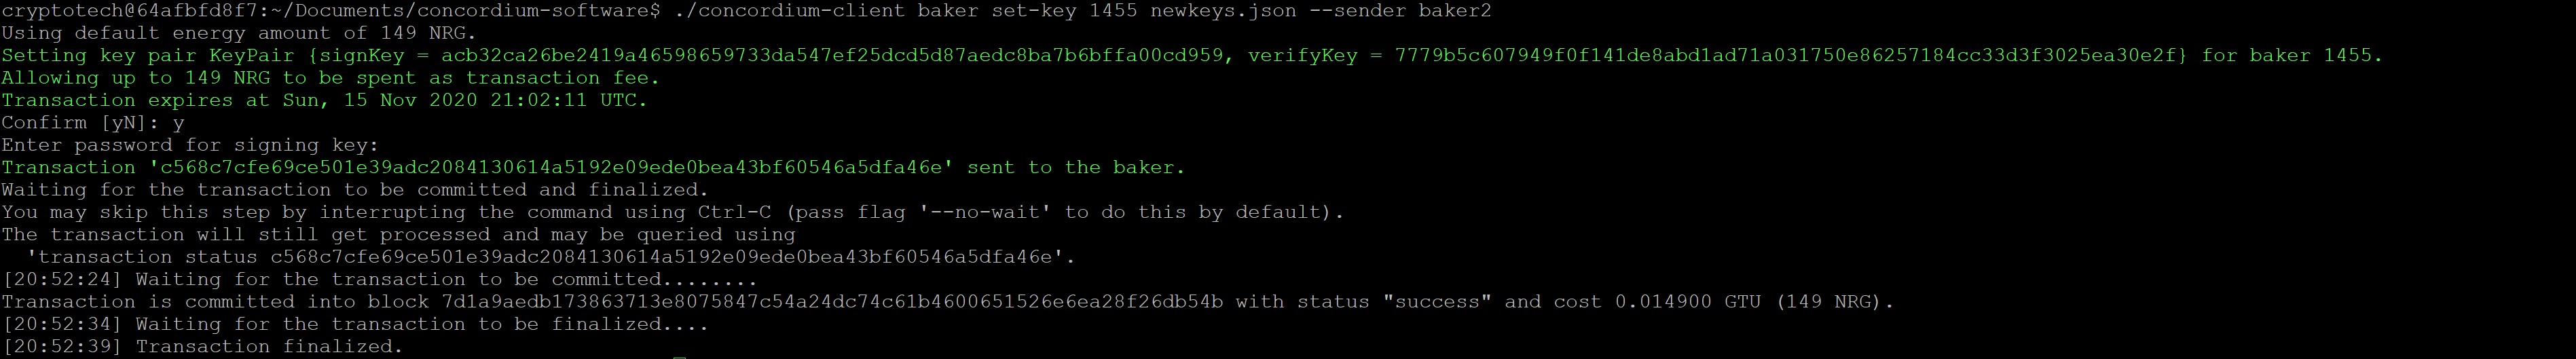 cryptotech@64afbfd8f7:~/Documents/concordium-software$ ./concordium-client baker set-key 1455 newkeys.json --sender baker2
Using default energy amount of 149 NRG.
Setting key pair KeyPair {signKey = acb32ca26be2419a46598659733da547ef25dcd5d87aedc8ba7b6bffa00cd959, verifyKey = 7779b5c607949f0f141de8abd1ad71a031750e86257184cc33d3f3025ea30e2f} for baker 1455.
Allowing up to 149 NRG to be spent as transaction fee.
Transaction expires at Sun, 15 Nov 2020 21:02:11 UTC.
Confirm [yN]: y
Enter password for signing key:
Transaction 'c568c7cfe69ce501e39adc2084130614a5192e09ede0bea43bf60546a5dfa46e' sent to the baker.
Waiting for the transaction to be committed and finalized.
You may skip this step by interrupting the command using Ctrl-C (pass flag '--no-wait' to do this by default).
The transaction will still get processed and may be queried using
  'transaction status c568c7cfe69ce501e39adc2084130614a5192e09ede0bea43bf60546a5dfa46e'.
[20:52:24] Waiting for the transaction to be committed........
Transaction is committed into block 7d1a9aedb173863713e8075847c54a24dc74c61b4600651526e6ea28f26db54b with status "success" and cost 0.014900 GTU (149 NRG).
[20:52:34] Waiting for the transaction to be finalized....
[20:52:39] Transaction finalized.